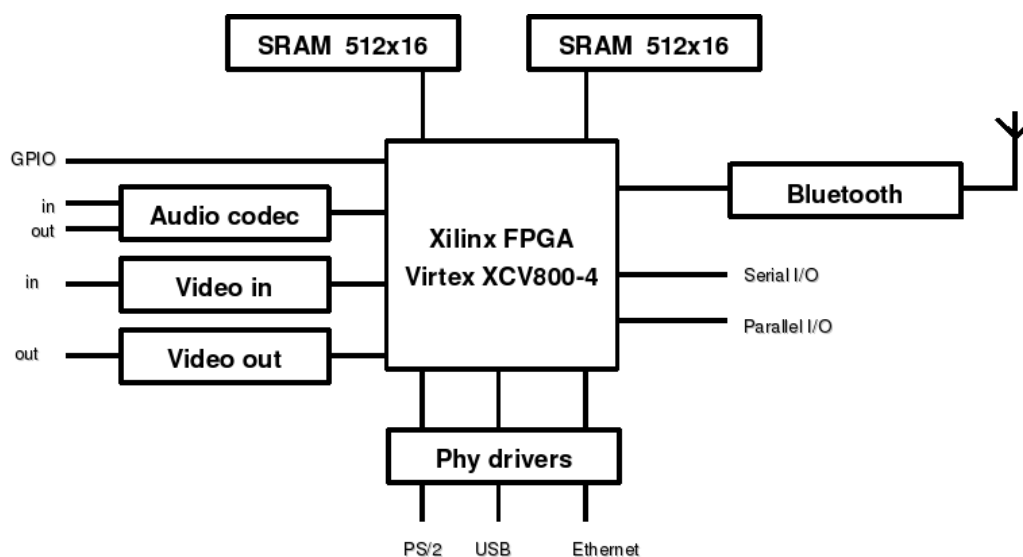 SRAM 512x16
SRAM 512x16
GPIO
in
out
Audio codec
in
Video in
out
Video out
Xilinx FPGA
Virtex XCV800-4
Bluetooth
Serial I/O
Parallel I/O
Phy drivers
PS/2
USB
Ethernet